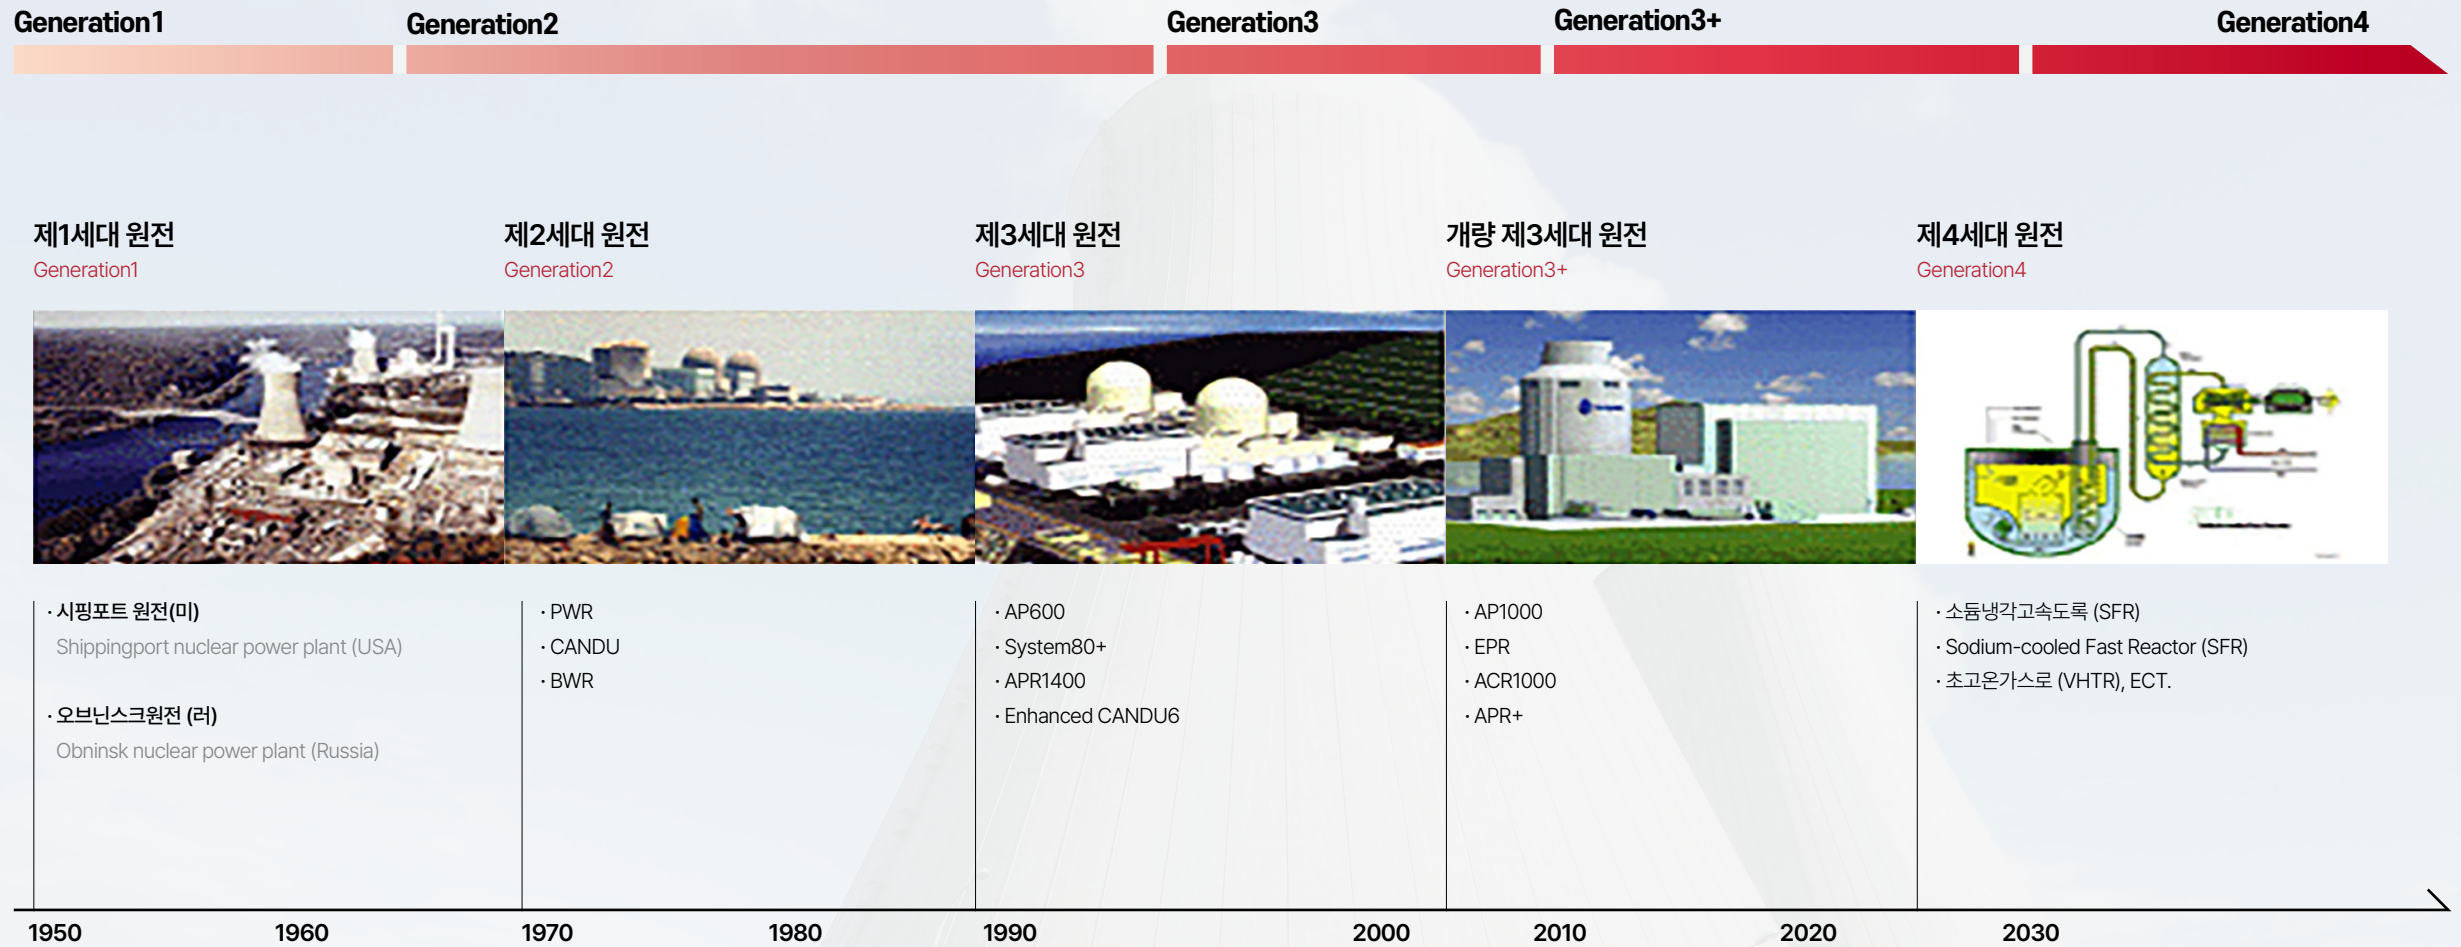 Generation1
Generation2
Generation3
Generation3+
Generation4
제1세대 원전
Generation1
· 시핑포트 원전(미)
Shippingport nuclear power plant (USA)
· 오브닌스크원전 (러)
Obninsk nuclear power plant (Russia)
제2세대 원전
Generation2
· PWR
· CANDU
· BWR
제3세대 원전
Generation3
· AP600
· System80+
· APR1400
· Enhanced CANDU6
개량 제3세대 원전
Generation3+
· AP1000
· EPR
· ACR1000
· APR+
제4세대 원전
Generation4
· 소듐냉각고속도록 (SFR)
· Sodium-cooled Fast Reactor (SFR)
· 초고온가스로 (VHTR), ECT.
1950
1960
1970
1980
1990
2000
2010
2020
2030